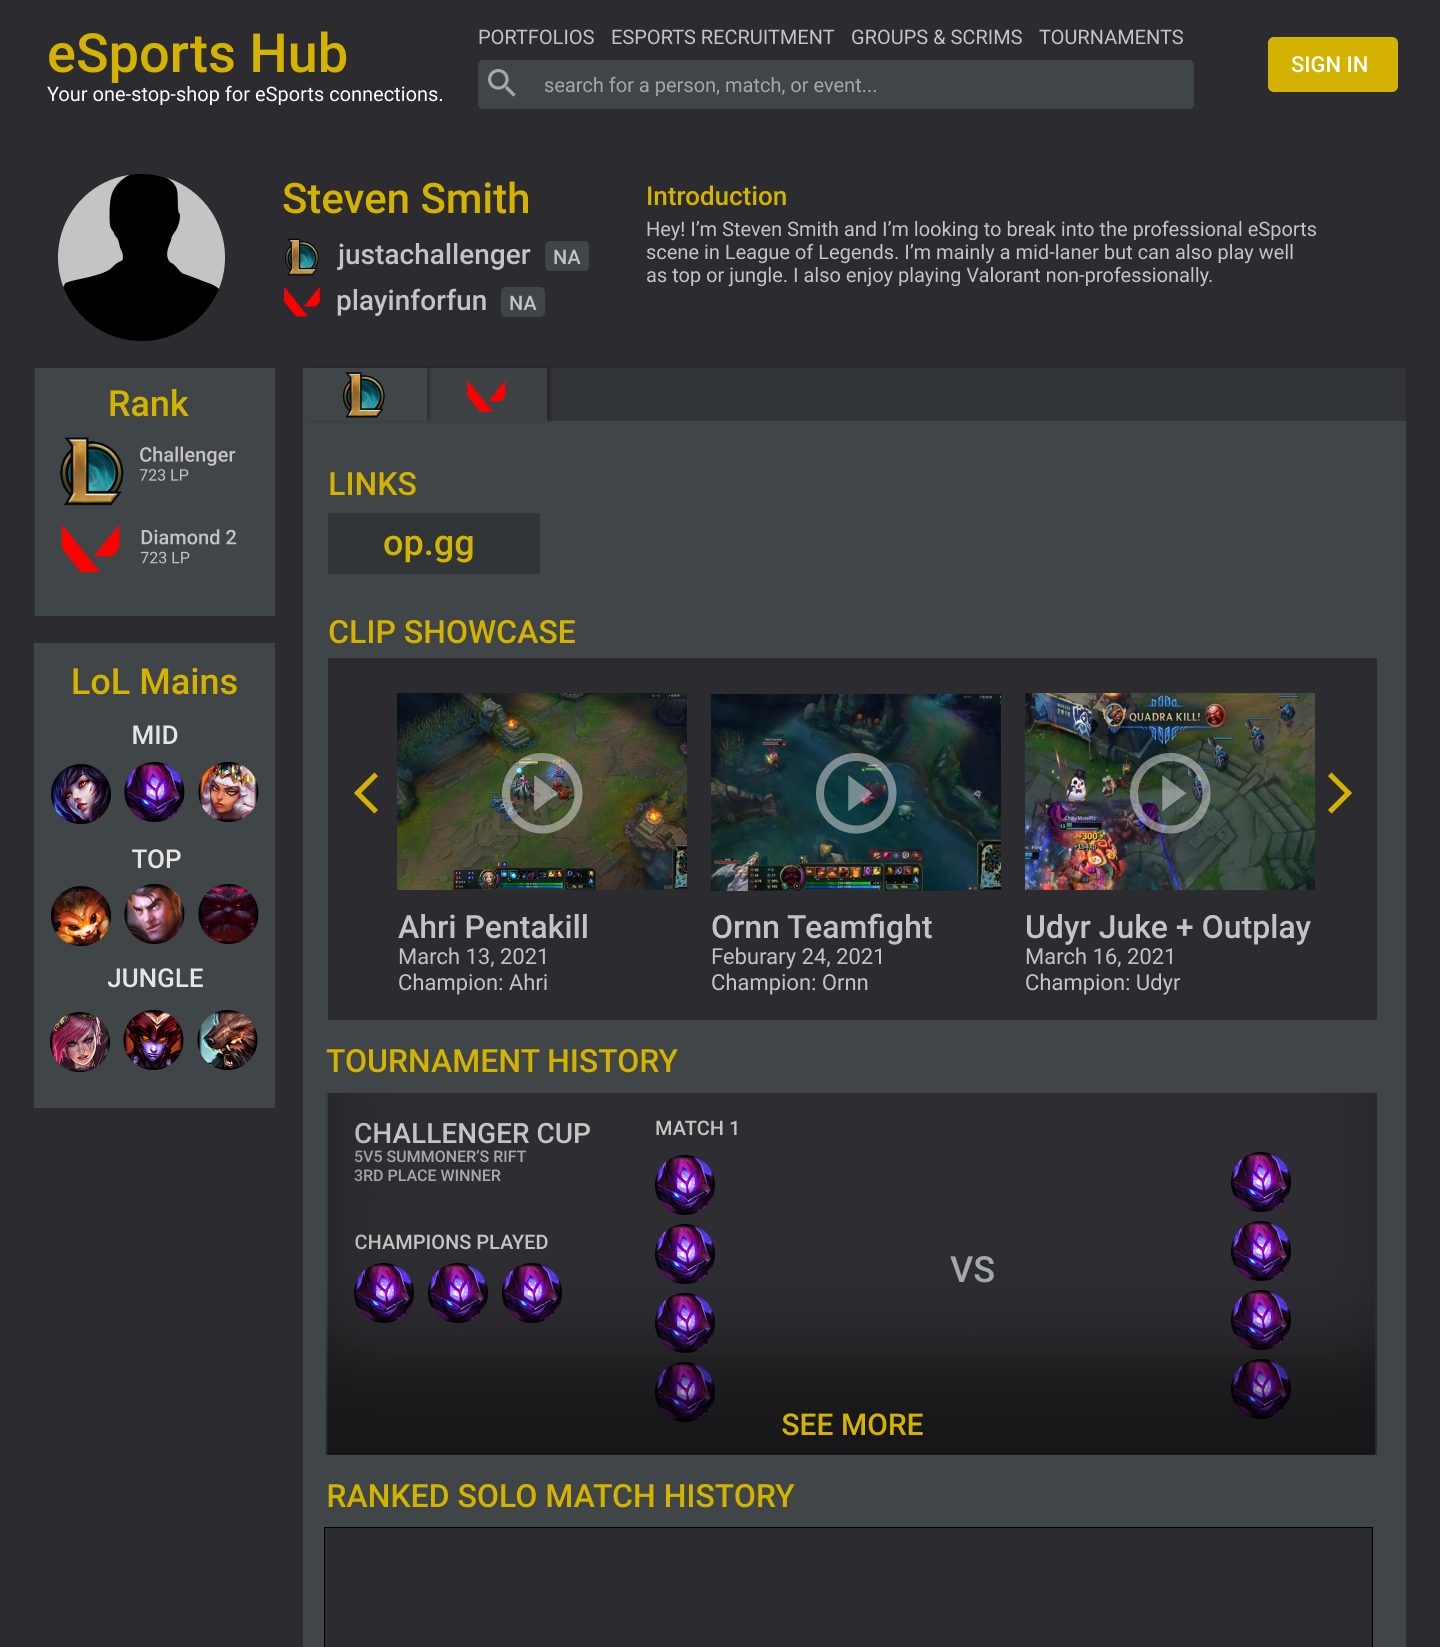 eSports Hub
Your one-stop-shop for eSports connections.
PORTFOLIOS ESPORTS RECRUITMENT GROUPS & SCRIMS TOURNAMENTS
search for a person, match, or event...
SIGN IN
Steven Smith
justachallenger NA
playinforfun NA
Introduction
Hey! I'm Steven Smith and I'm looking to break into the professional eSports
scene in League of Legends. I'm mainly a mid-laner but can also play well
as top or jungle. I also enjoy playing Valorant non-professionally.
Rank
Challenger
723 LP
Diamond 2
723 LP
LoL Mains
MID
TOP
JUNGLE
LINKS
op.gg
CLIP SHOWCASE
QUADRA KILL!
+300
Ahri Pentakill
March 13, 2021
Champion: Ahri
Ornn Teamfight
Feburary 24, 2021
Champion: Ornn
Udyr Juke + Outplay
March 16, 2021
Champion: Udyr
TOURNAMENT HISTORY
CHALLENGER CUP
5V5 SUMMONER'S RIFT
3RD PLACE WINNER
CHAMPIONS PLAYED
MATCH 1
VS
SEE MORE
RANKED SOLO MATCH HISTORY